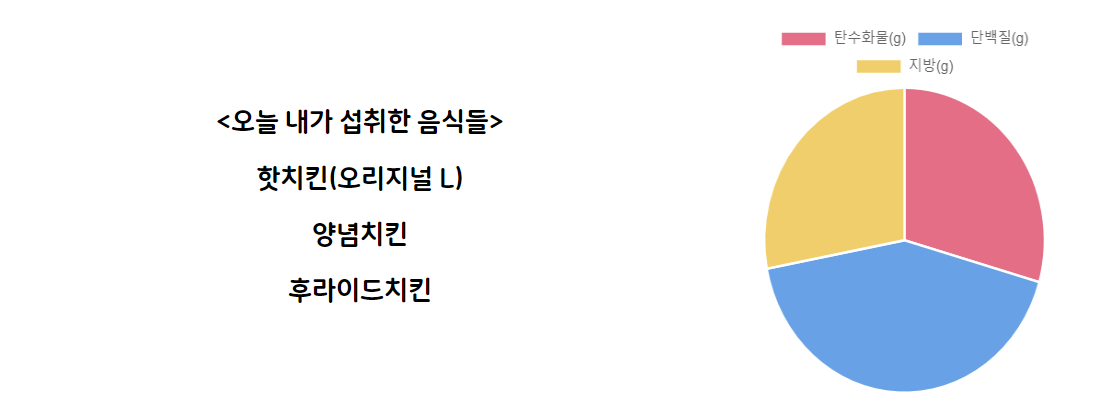 <오늘 내가 섭취한 음식들>
핫치킨(오리지널 L)
양념치킨
후라이드치킨
탄수화물(g) 단백질(g)
지방(g)